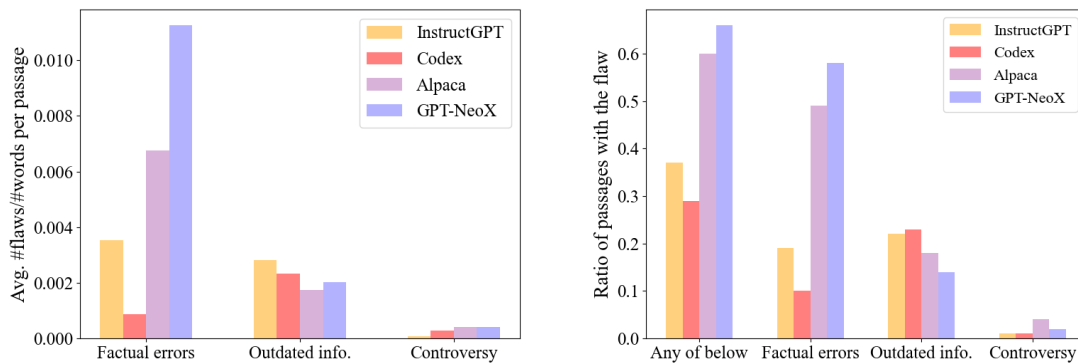 Avg. #flaws/#words per passage
0.010
0.008
0.006
0.004
0.002
0.000
InstructGPT
Codex
Alpaca
GPT-NeoX
Factual errors
Outdated info.
Controversy
Ratio of passages with the flaw
0.6
0.5
0.4
0.3
0.2
0.1
0.0
InstructGPT
Codex
Alpaca
GPT-NeoX
Any of below
Factual errors
Outdated info.
Controversy